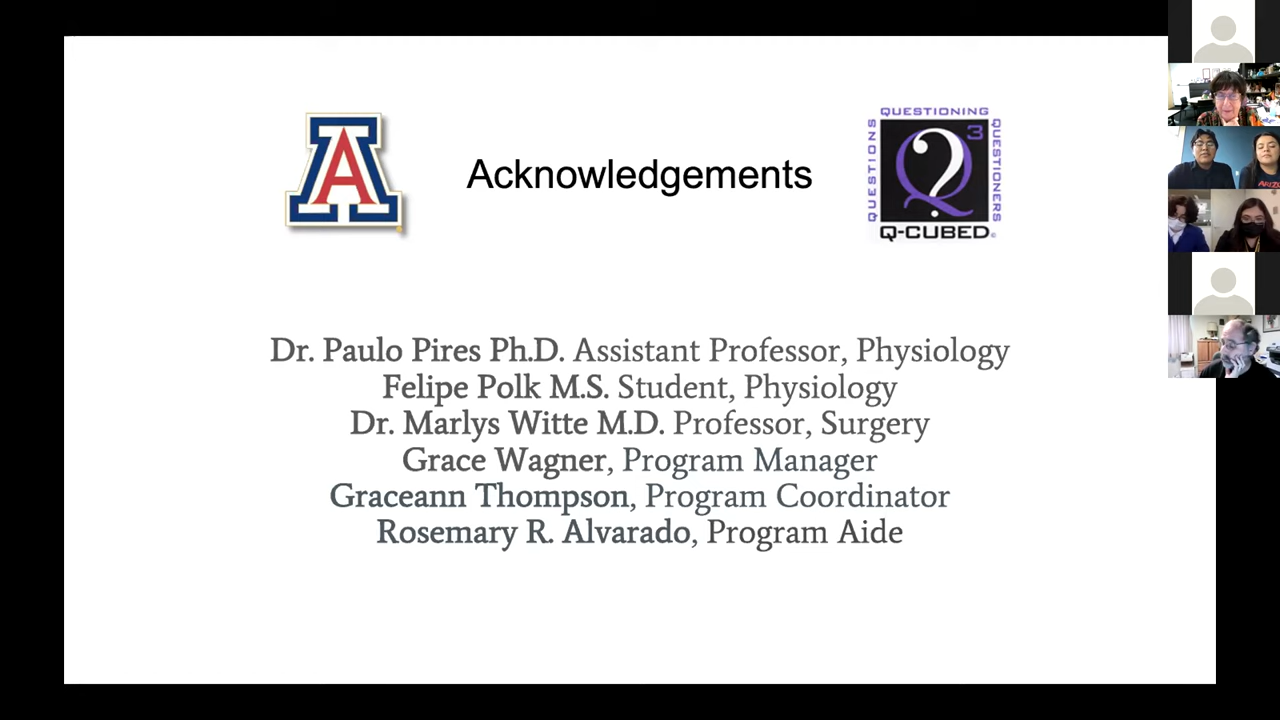 A
Acknowledgements
QUESTIONS
QUESTIONING
QUESTIONERS
Q?3
Q-CUBED
Dr. Paulo Pires Ph.D. Assistant Professor, Physiology
Felipe Polk M.S. Student, Physiology
Dr. Marlys Witte M.D. Professor, Surgery
Grace Wagner, Program Manager
Graceann Thompson, Program Coordinator
Rosemary R. Alvarado, Program Aide